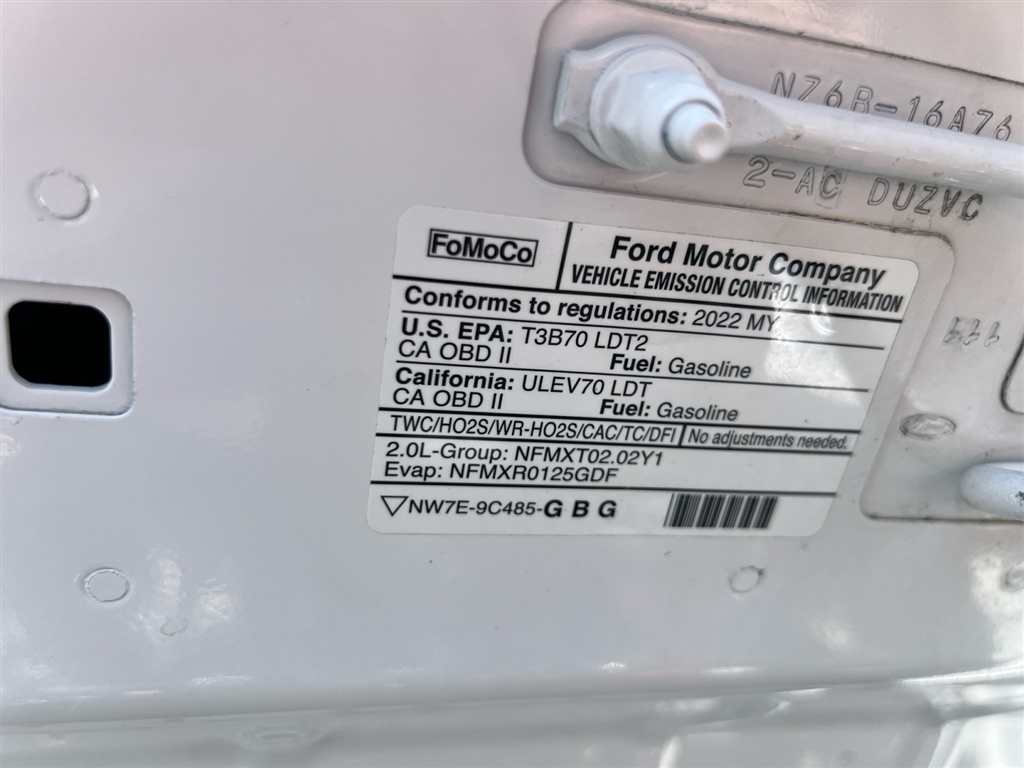 NZ6B-16A76
2-AC DUZVC
FoMoCo
Ford Motor Company
VEHICLE EMISSION CONTROL INFORMATION
Conforms to regulations: 2022 MY
U.S. EPA: T3B70 LDT2
CA OBD II Fuel: Gasoline
California: ULEV70 LDT
CA OBD II Fuel: Gasoline
TWC/HO2S/WR-HO2S/CAC/TC/DFI No adjustments needed.
2.0L-Group: NFMXT02.02Y1
Evap: NFMXR0125GDF
NW7E-9C485-G B G